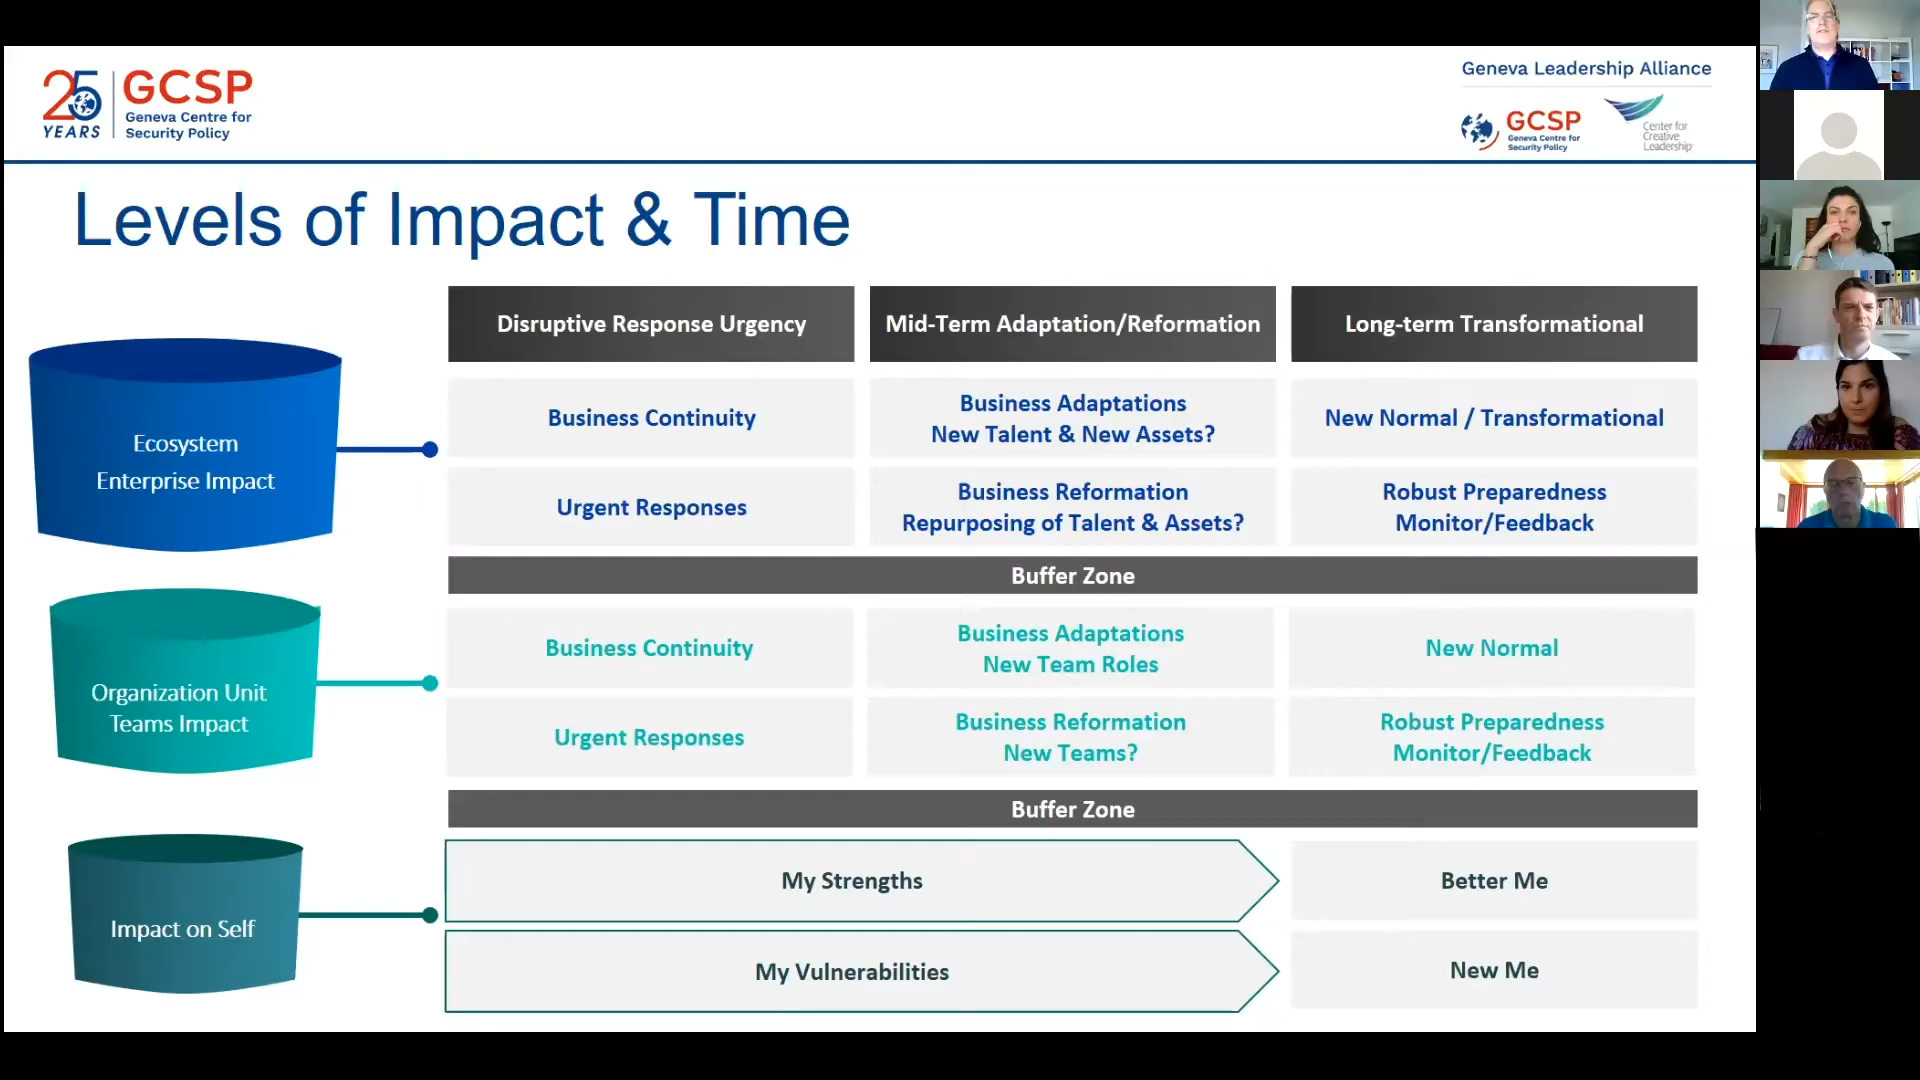 25 YEARS
GCSP
Geneva Centre for
Security Policy
Geneva Leadership Alliance
GCSP
Geneva Centre for
Security Policy
Center for
Creative
Leadership
Levels of Impact & Time
Disruptive Response Urgency
Mid-Term Adaptation/Reformation
Long-term Transformational
Ecosystem
Enterprise Impact
Business Continuity
Business Adaptations
New Talent & New Assets?
New Normal / Transformational
Urgent Responses
Business Reformation
Repurposing of Talent & Assets?
Robust Preparedness
Monitor/Feedback
Buffer Zone
Organization Unit
Teams Impact
Business Continuity
Business Adaptations
New Team Roles
New Normal
Urgent Responses
Business Reformation
New Teams?
Robust Preparedness
Monitor/Feedback
Buffer Zone
Impact on Self
My Strengths
Better Me
My Vulnerabilities
New Me